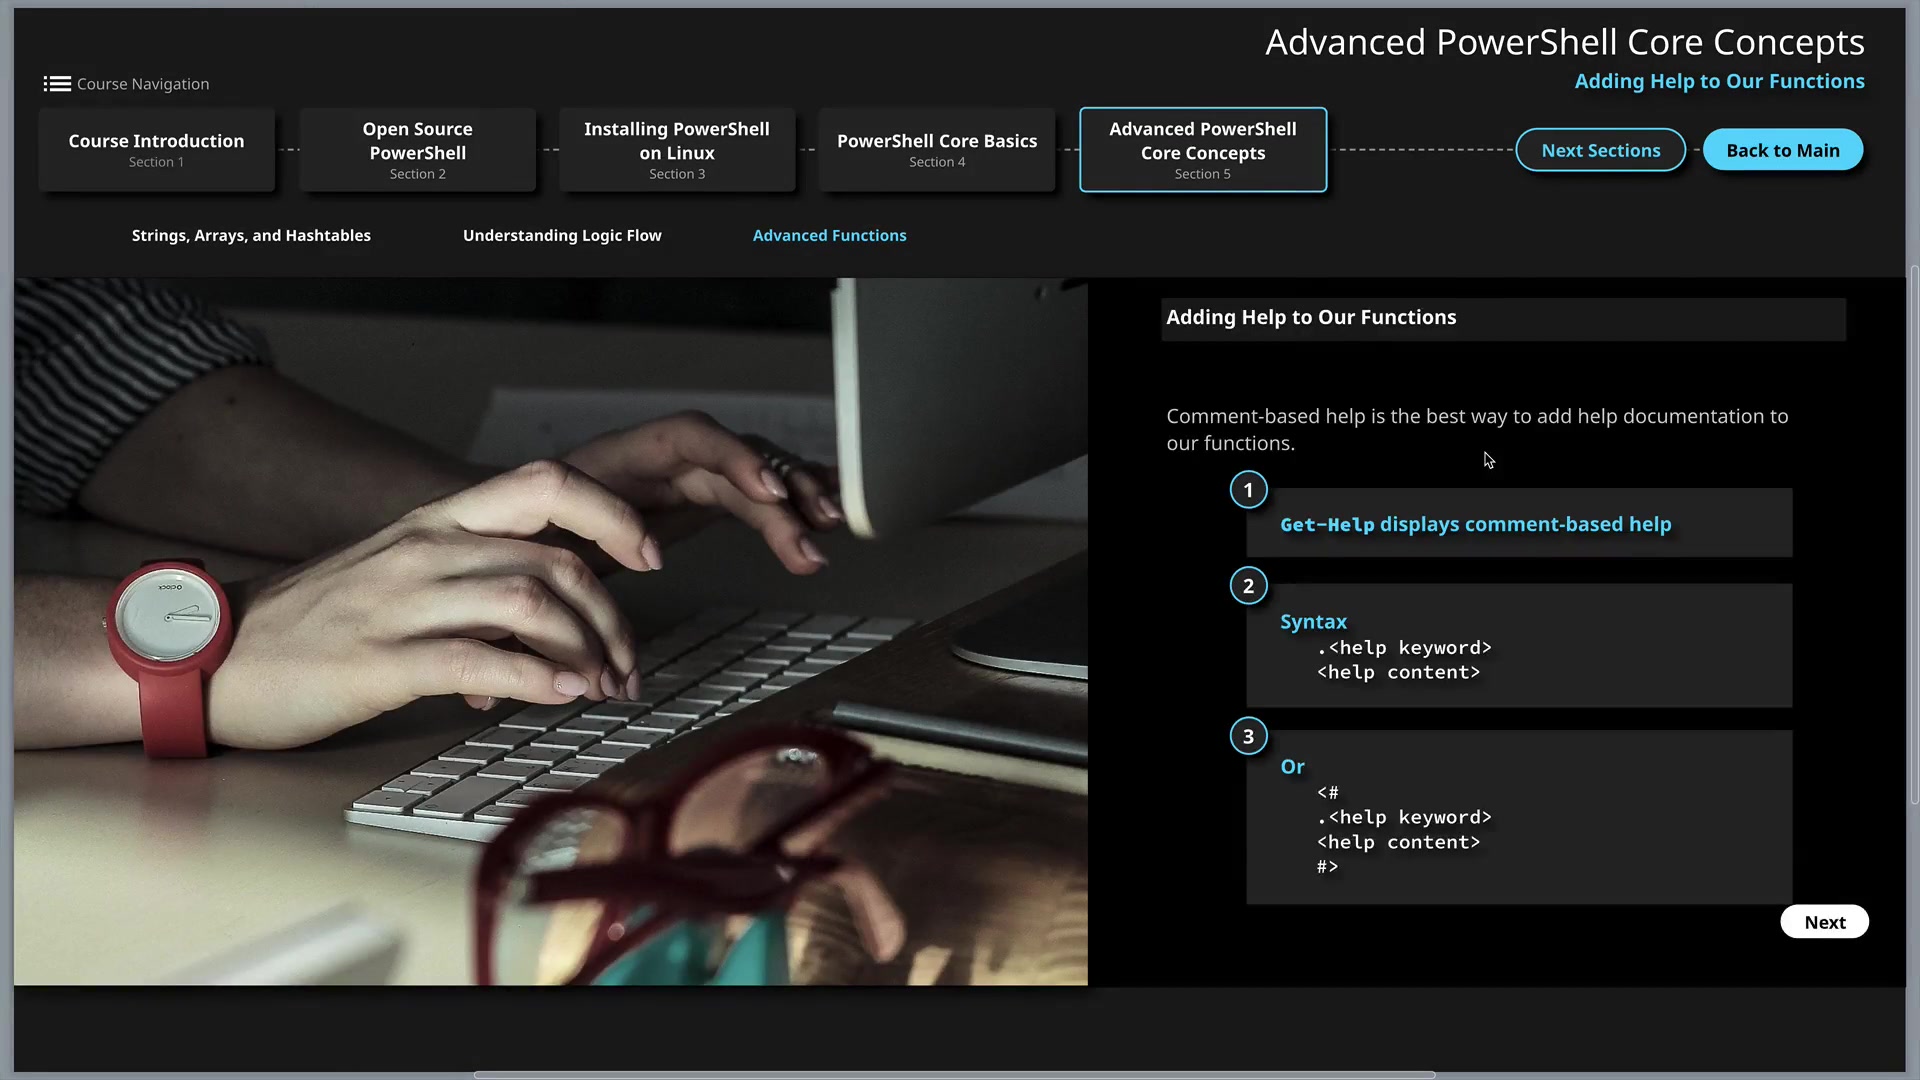 Advanced PowerShell Core Concepts
Adding Help to Our Functions
Course Navigation
Course Introduction
Section 1
Open Source
PowerShell
Section 2
Installing PowerShell
on Linux
Section 3
PowerShell Core Basics
Section 4
Advanced PowerShell
Core Concepts
Section 5
Next Sections
Back to Main
Strings, Arrays, and Hashtables
Understanding Logic Flow
Advanced Functions
Adding Help to Our Functions
Comment-based help is the best way to add help documentation to
our functions.
1
Get-Help displays comment-based help
2
Syntax
.<help keyword>
<help content>
3
Or
<#
.<help keyword>
<help content>
#>
Next